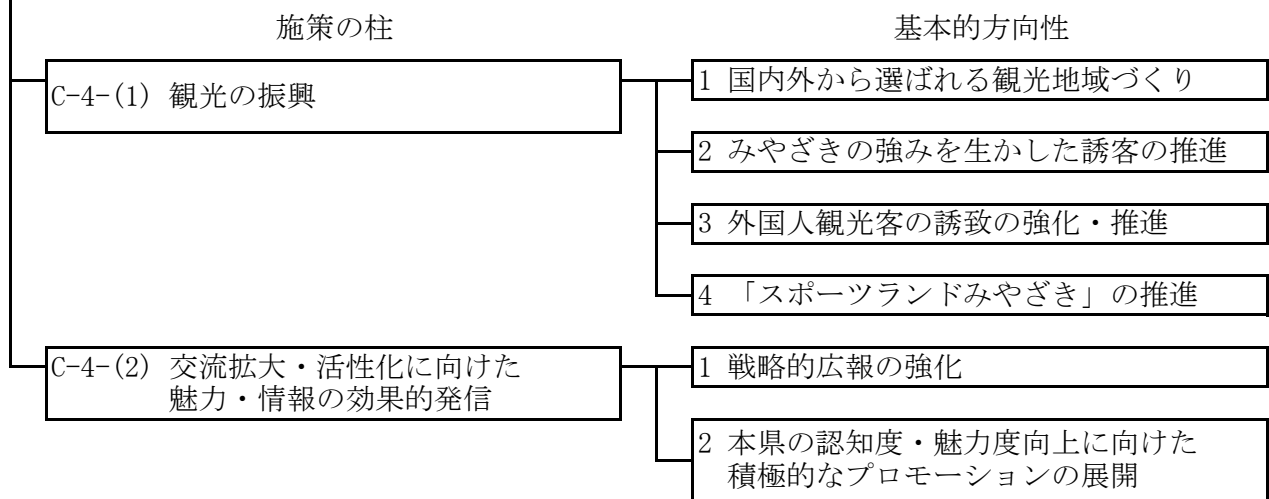 施策の柱
基本的方向性
C-4-(1) 観光の振興
1 国内外から選ばれる観光地域づくり
2 みやざきの強みを生かした誘客の推進
3 外国人観光客の誘致の強化・推進
4 「スポーツランドみやざき」の推進
C-4-(2) 交流拡大・活性化に向けた
魅力・情報の効果的発信
1 戦略的広報の強化
2 本県の認知度・魅力度向上に向けた
積極的なプロモーションの展開